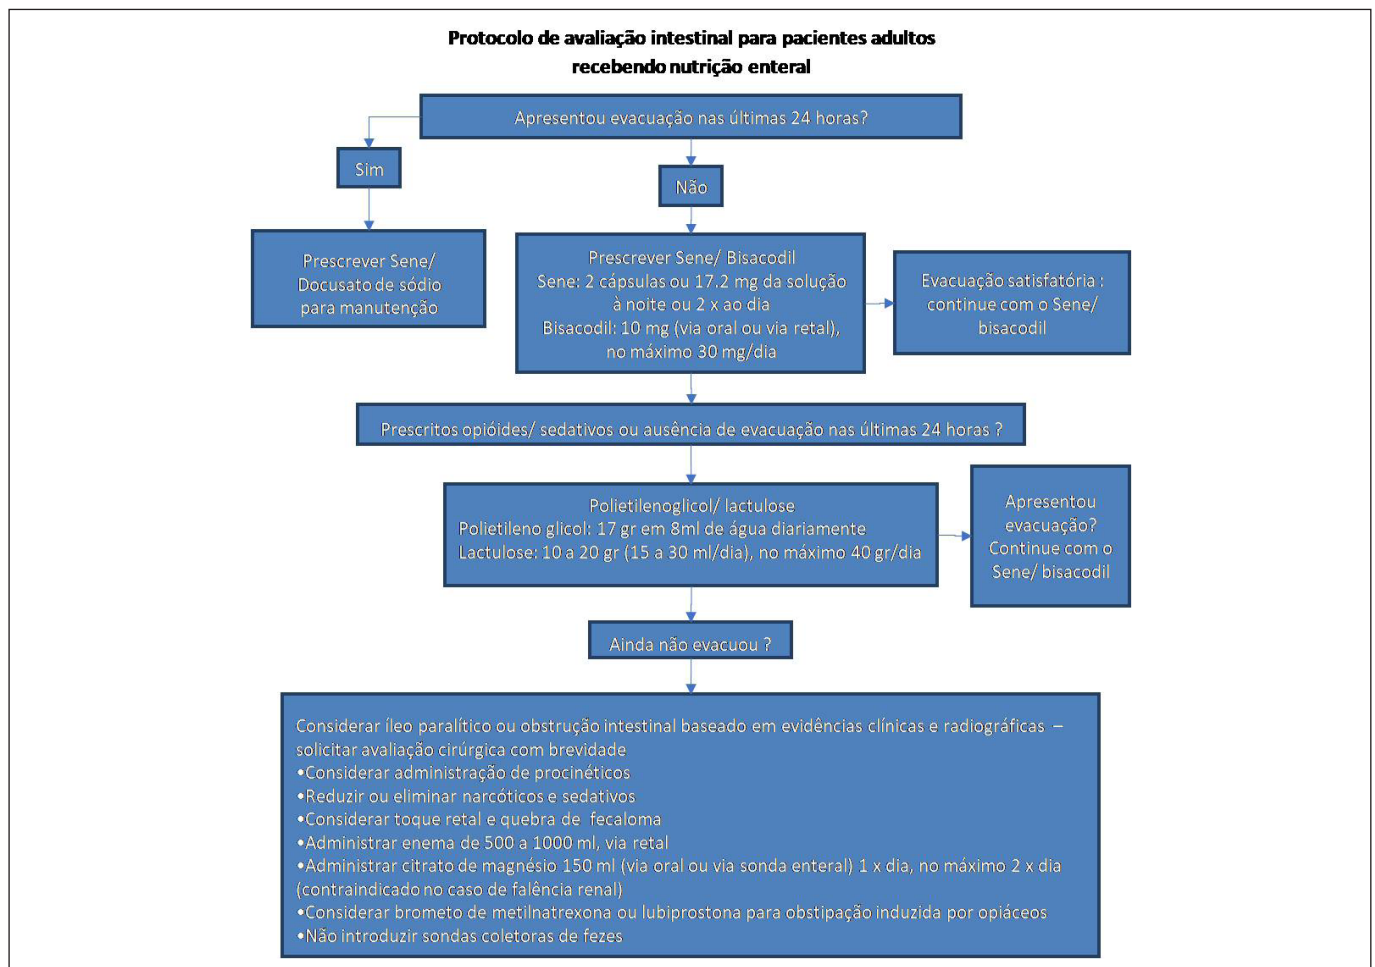 Protocolo de avaliação intestinal para pacientes adultos
recebendo nutrição enteral
Apresentou evacuação nas últimas 24 horas?
Sim
Não
Prescrever Sene/
Docusato de sódio
para manutenção
Prescrever Sene/ Bisacodil
Sene: 2 cápsulas ou 17.2 mg da solução
à noite ou 2 x ao dia
Bisacodil: 10 mg (via oral ou via retal),
no máximo 30 mg/dia
Evacuação satisfatória :
continue com o Sene/
bisacodil
Prescritos opióides/ sedativos ou ausência de evacuação nas últimas 24 horas ?
Polietilenoglicol/ lactulose
Polietileno glicol: 17 gr em 8ml de água diariamente
Lactulose: 10 a 20 gr (15 a 30 ml/dia), no máximo 40 gr/dia
Apresentou
evacuação?
Continue com o
Sene/ bisacodil
Ainda não evacuou ?
Considerar íleo paralítico ou obstrução intestinal baseado em evidências clínicas e radiográficas –
solicitar avaliação cirúrgica com brevidade
•Considerar administração de procinéticos
•Reduzir ou eliminar narcóticos e sedativos
•Considerar toque retal e quebra de fecaloma
•Administrar enema de 500 a 1000 ml, via retal
•Administrar citrato de magnésio 150 ml (via oral ou via sonda enteral) 1 x dia, no máximo 2 x dia
(contraindicado no caso de falência renal)
•Considerar brometo de metilnatrexona ou lubiprostona para obstipação induzida por opiáceos
•Não introduzir sondas coletoras de fezes